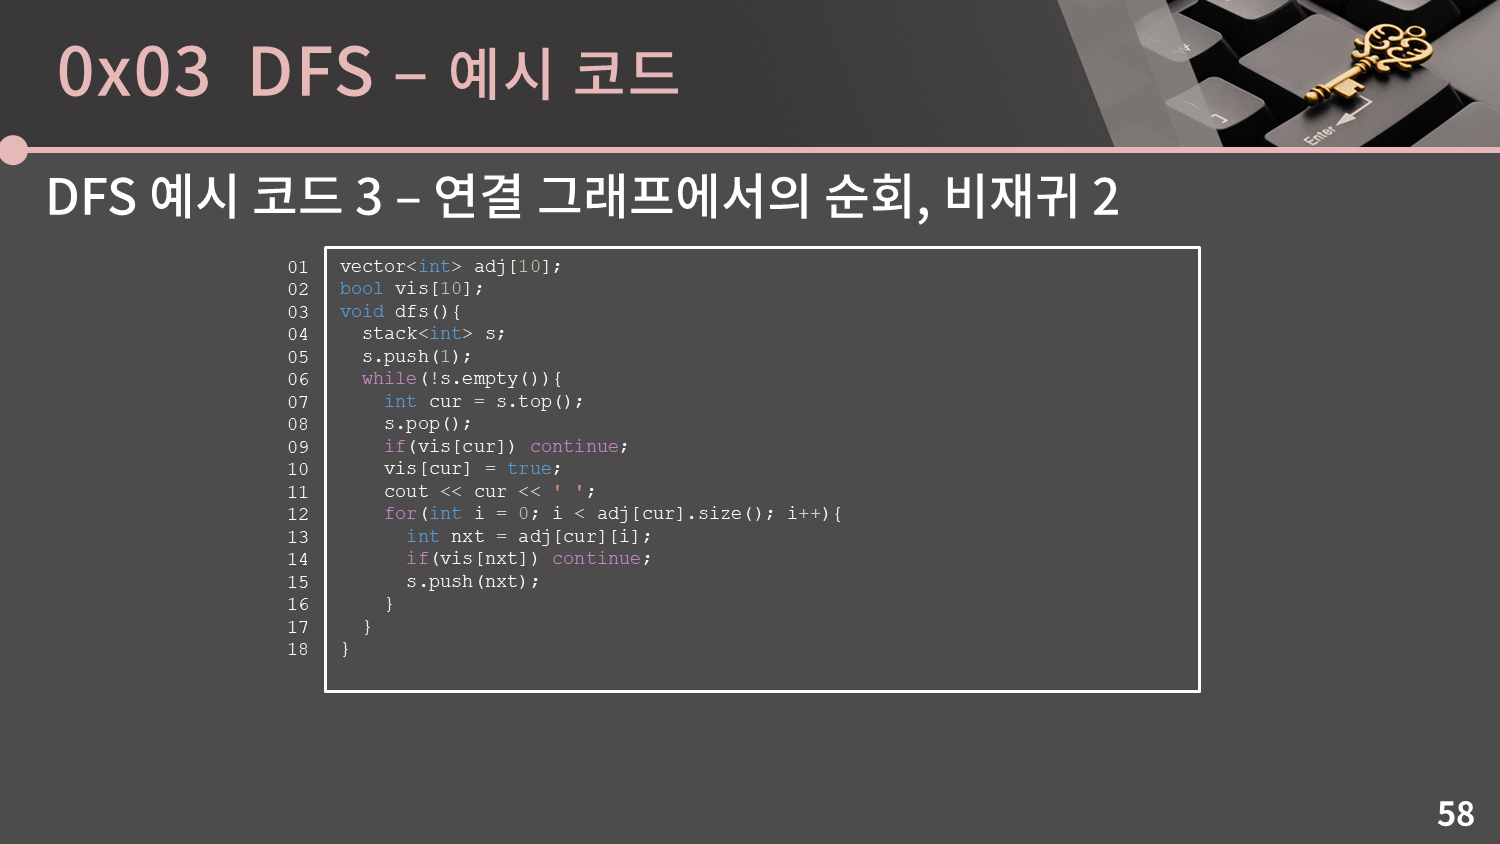 0x03 DFS – 예시 코드
Enter
DFS 예시 코드 3 – 연결 그래프에서의 순회, 비재귀 2
01 vector<int> adj[10];
02 bool vis[10];
03 void dfs(){
04   stack<int> s;
05   s.push(1);
06   while(!s.empty()){
07     int cur = s.top();
08     s.pop();
09     if(vis[cur]) continue;
10     vis[cur] = true;
11     cout << cur << ' ';
12     for(int i = 0; i < adj[cur].size(); i++){
13       int nxt = adj[cur][i];
14       if(vis[nxt]) continue;
15       s.push(nxt);
16     }
17   }
18 }
58